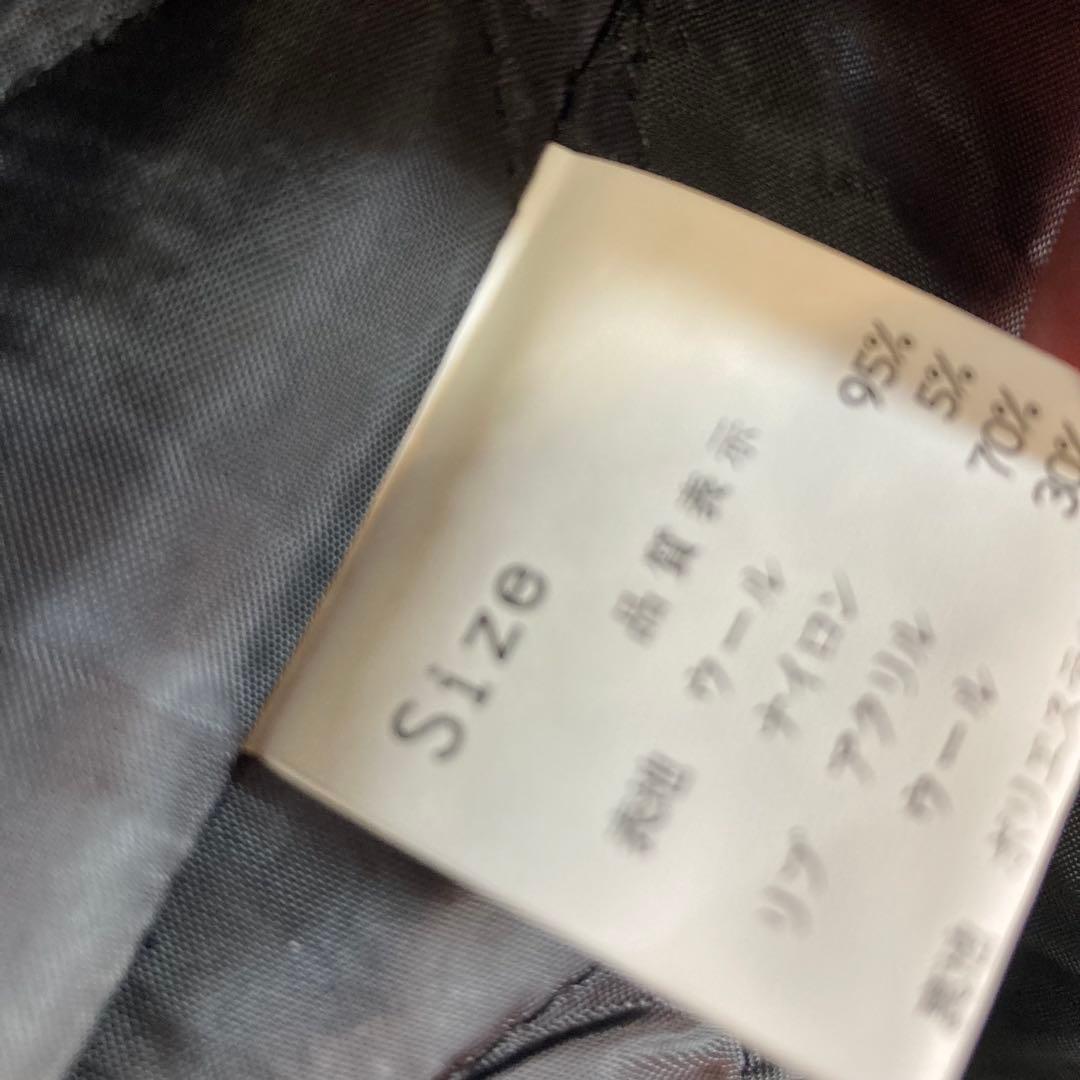 Size
品質表示
表地 ウール 95%
ナイロン 5%
リブ アクリル 70%
ウール 30%
裏地 ポリエステ